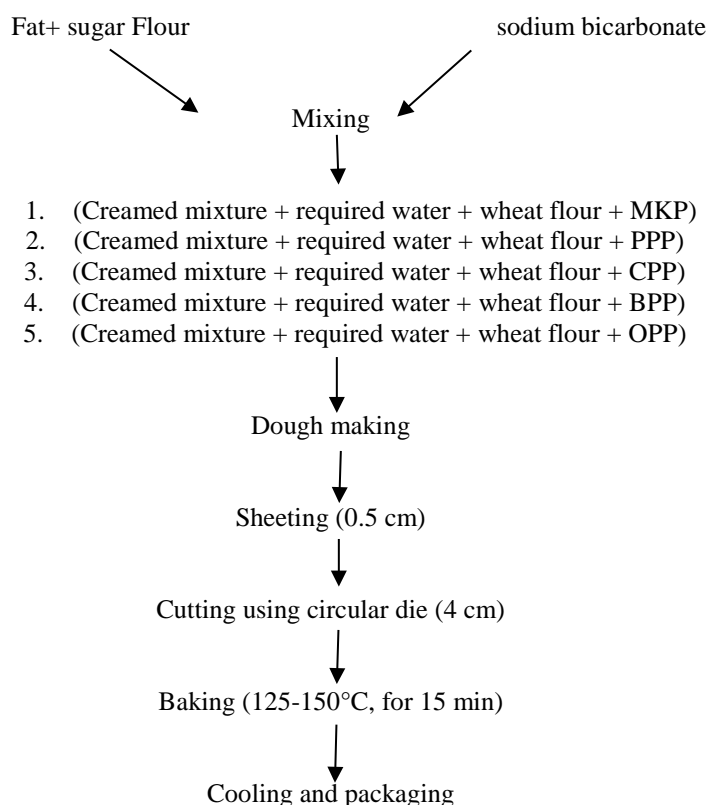 Fat+ sugar Flour sodium bicarbonate
Mixing
1. (Creamed mixture + required water + wheat flour + MKP)
2. (Creamed mixture + required water + wheat flour + PPP)
3. (Creamed mixture + required water + wheat flour + CPP)
4. (Creamed mixture + required water + wheat flour + BPP)
5. (Creamed mixture + required water + wheat flour + OPP)
Dough making
Sheeting (0.5 cm)
Cutting using circular die (4 cm)
Baking (125-150°C, for 15 min)
Cooling and packaging